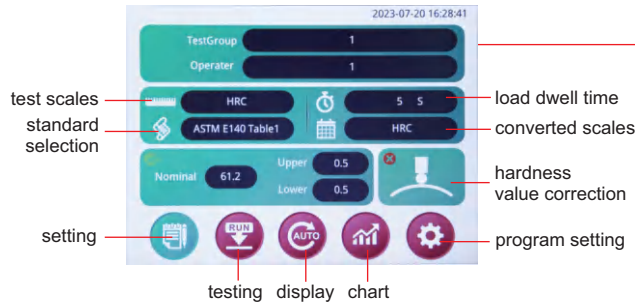 2023-07-20 16:28:41
TestGroup 1
Operater 1
test scales
HRC
5 S
load dwell time
standard
selection
ASTM E140 Table1
HRC
converted scales
Nominal 61.2
Upper 0.5
Lower 0.5
hardness
value correction
setting
RUN
AUTO
program setting
testing display chart